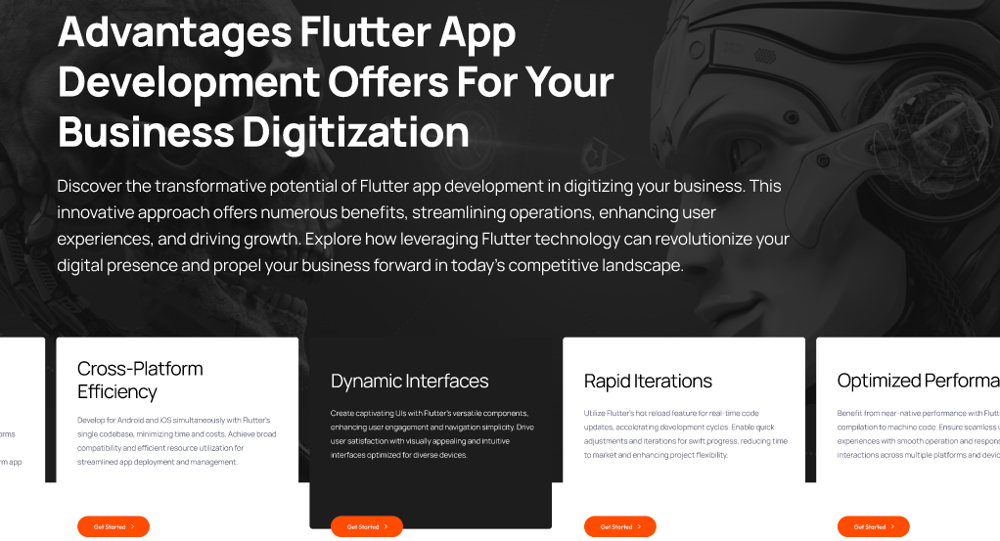 Advantages Flutter App
Development Offers For Your
Business Digitization
Discover the transformative potential of Flutter app development in digitizing your business. This
innovative approach offers numerous benefits, streamlining operations, enhancing user
experiences, and driving growth. Explore how leveraging Flutter technology can revolutionize your
digital presence and propel your business forward in today's competitive landscape.
Cross-Platform
Efficiency
Develop for Android and iOS simultaneously with Flutter's
single codebase, minimizing time and costs. Achieve broad
compatibility and efficient resource utilization for
streamlined app deployment and management.
Get Started
Dynamic Interfaces
Create captivating UIs with Flutter's versatile components,
enhancing user engagement and navigation simplicity. Drive
user satisfaction with visually appealing and intuitive
interfaces optimized for diverse devices.
Get Started
Rapid Iterations
Utilize Flutter's hot reload feature for real-time code
updates, accelerating development cycles. Enable quick
adjustments and iterations for swift progress, reducing time
to market and enhancing project flexibility.
Get Started
Optimized Performa
Benefit from near-native performance with Flutt
compilation to machine code. Ensure seamless
experiences with smooth operation and respons
interactions across multiple platforms and devic
Get Started